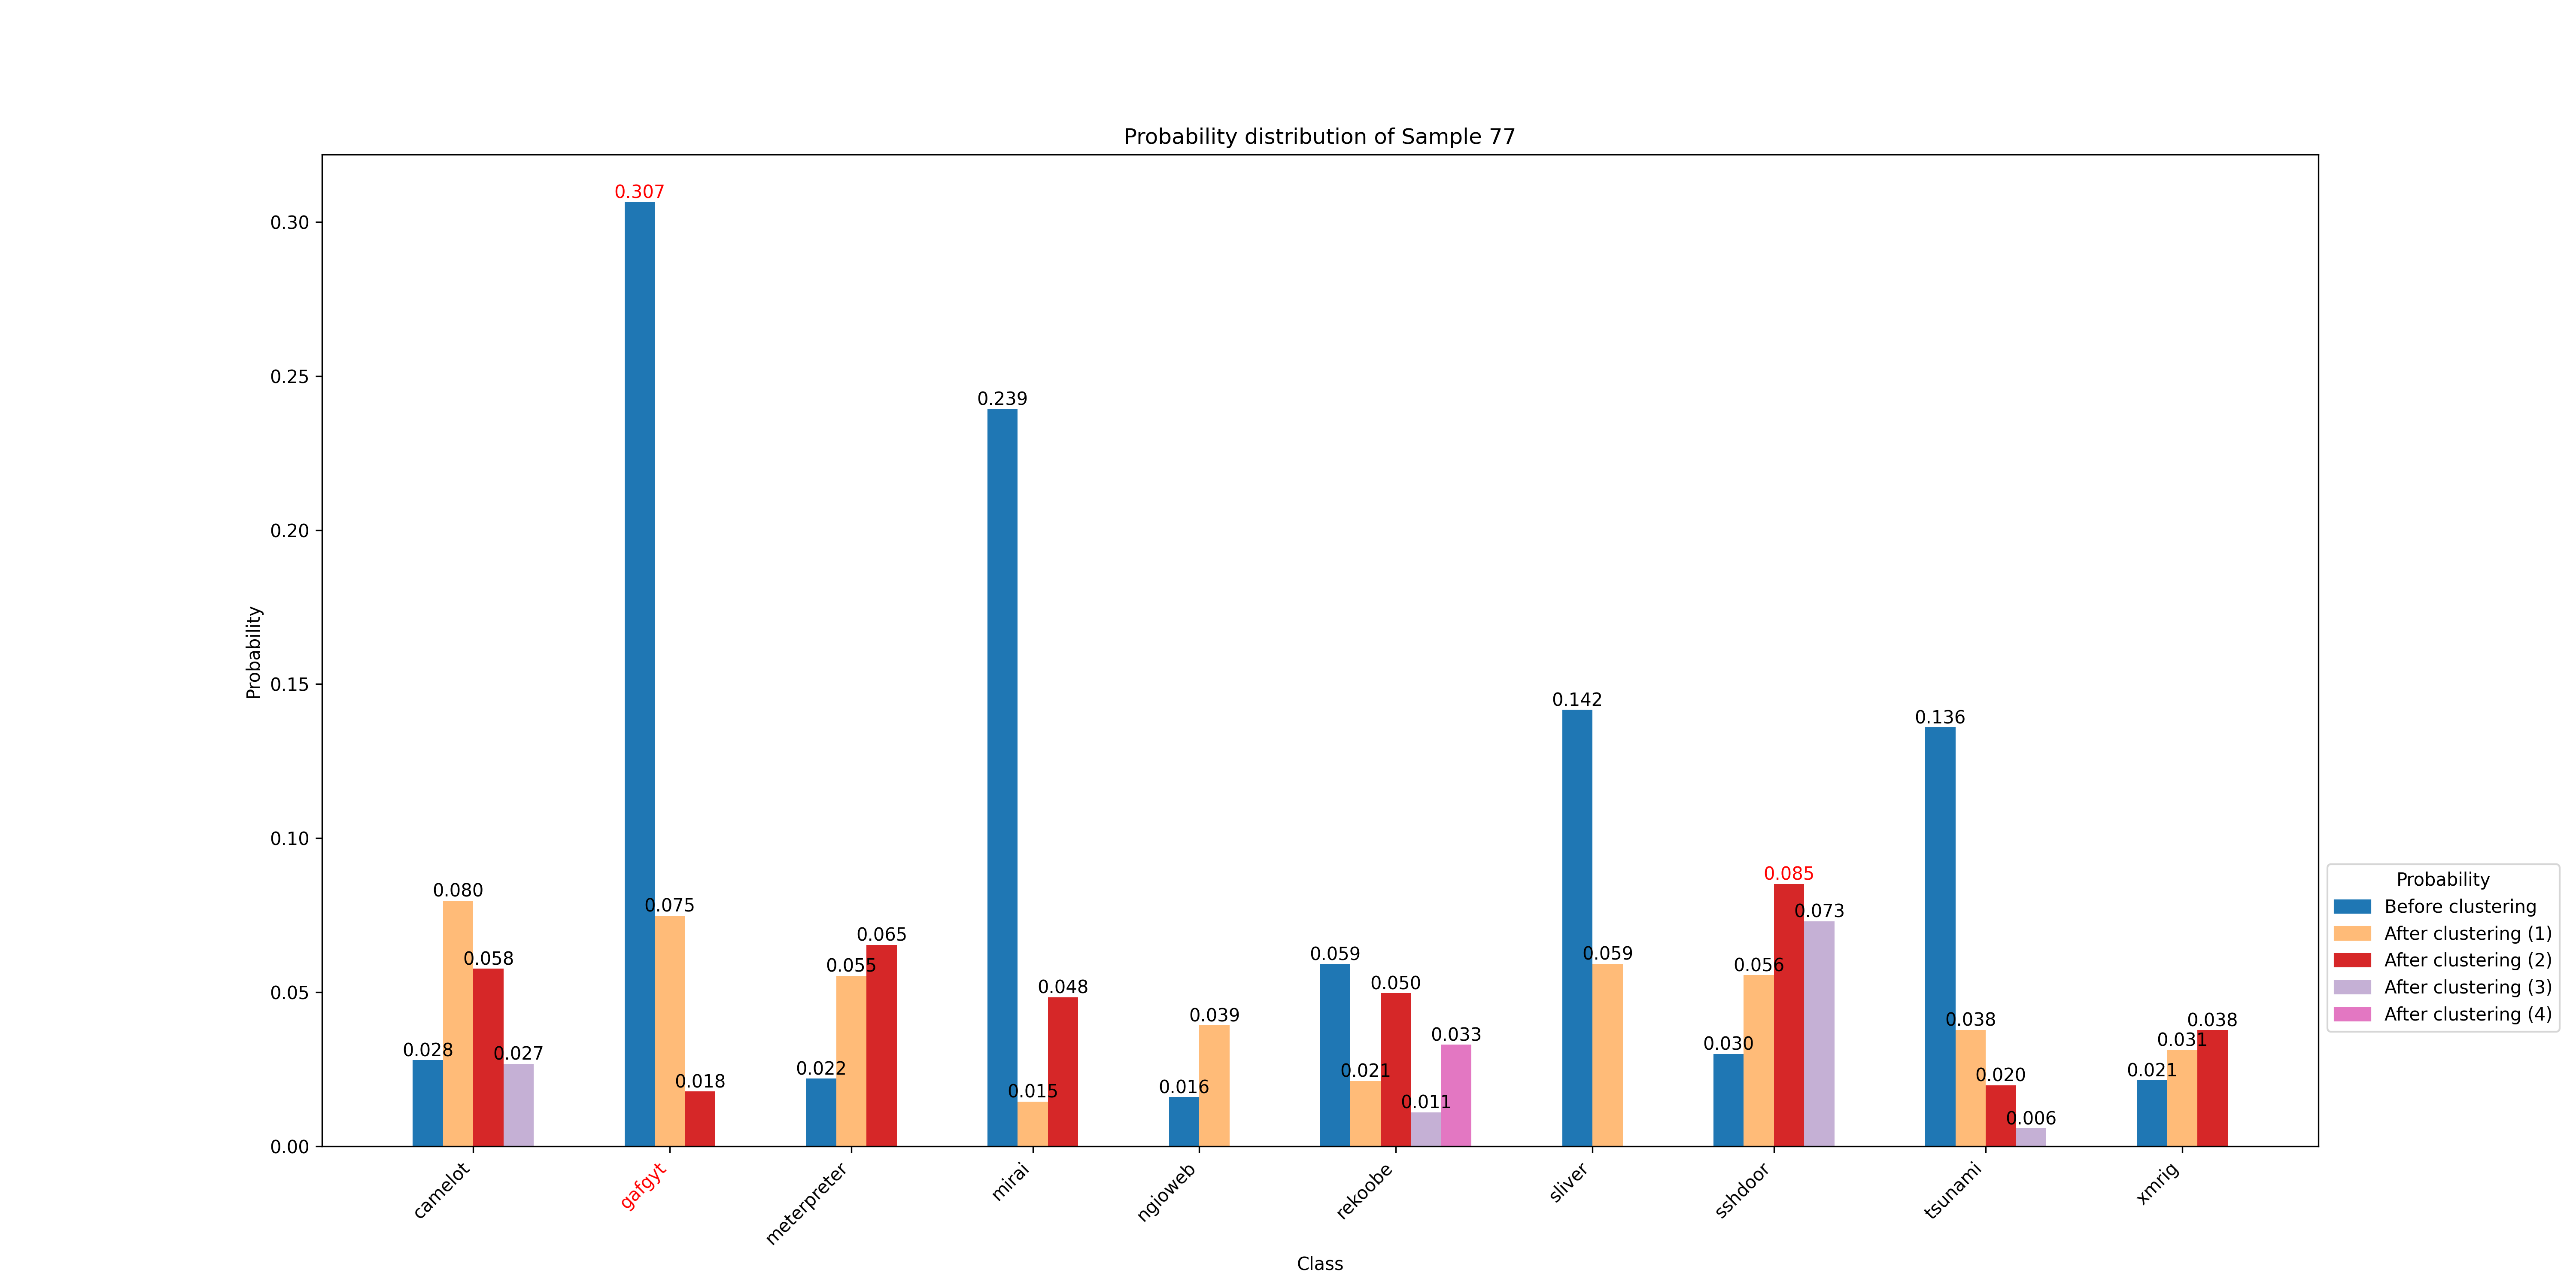 Probability distribution of Sample 77
Probability
0.30
0.25
0.20
0.15
0.10
0.05
0.00
0.028
0.080
0.058
0.027
0.307
0.075
0.018
0.022
0.055
0.065
0.239
0.015
0.048
0.016
0.039
0.059
0.021
0.050
0.011
0.033
0.142
0.059
0.030
0.056
0.085
0.073
0.136
0.038
0.020
0.006
0.021
0.031
0.038
camelot
gafgyt
meterpreter
mirai
ngioweb
rekoobe
sliver
sshdoor
tsunami
xmrig
Class
Probability
Before clustering
After clustering (1)
After clustering (2)
After clustering (3)
After clustering (4)